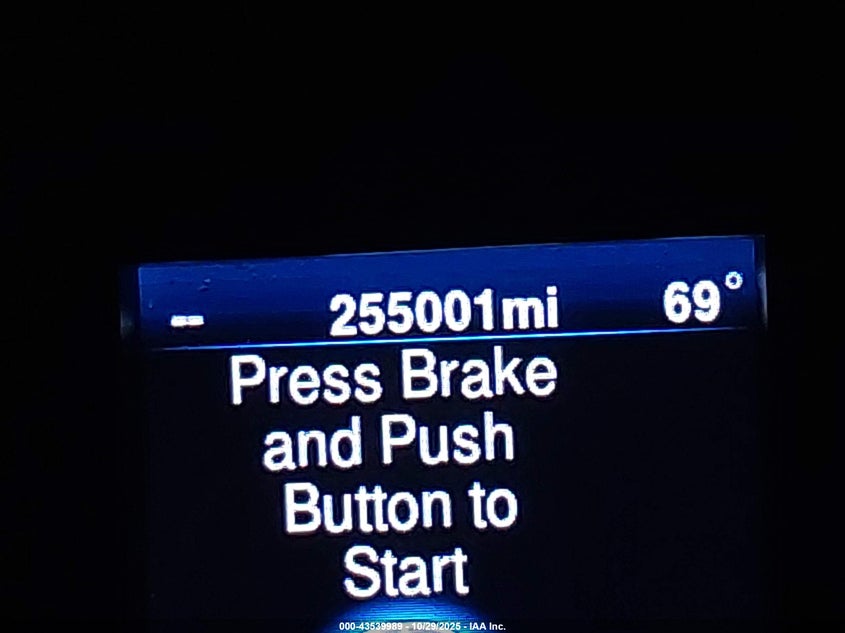 -- 255001mi 69°
Press Brake
and Push
Button to
Start
000-43539989 - 10/29/2025 - IAA Inc.